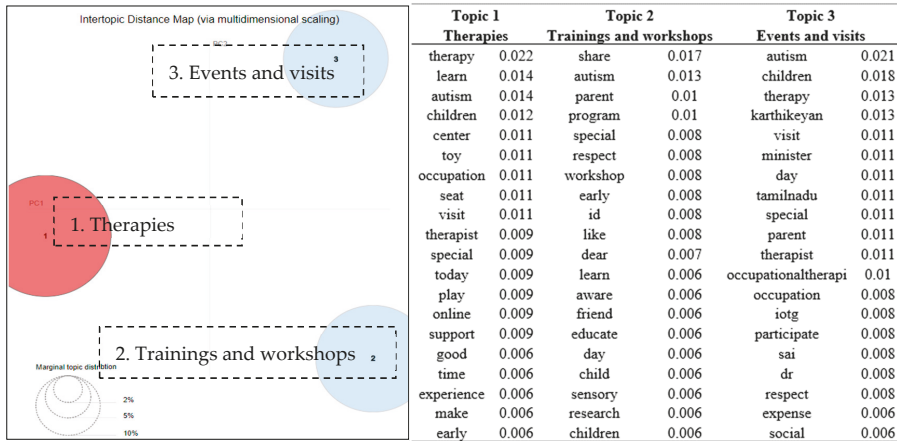 Intertopic Distance Map (via multidimensional scaling)
PC2
3
3. Events and visits
PC1
1. Therapies
1
2. Trainings and workshops
2
Marginal topic distribution
2%
5%
10%
Topic 1 Topic 2 Topic 3
Therapies Trainings and workshops Events and visits
therapy 0.022 share 0.017 autism 0.021
learn 0.014 autism 0.013 children 0.018
autism 0.014 parent 0.01 therapy 0.013
children 0.012 program 0.01 karthikeyan 0.013
center 0.011 special 0.008 visit 0.011
toy 0.011 respect 0.008 minister 0.011
occupation 0.011 workshop 0.008 day 0.011
seat 0.011 early 0.008 tamilnadu 0.011
visit 0.011 id 0.008 special 0.011
therapist 0.009 like 0.008 parent 0.011
special 0.009 dear 0.007 therapist 0.011
today 0.009 learn 0.006 occupationaltherapi 0.01
play 0.009 aware 0.006 occupation 0.008
online 0.009 friend 0.006 iotg 0.008
support 0.009 educate 0.006 participate 0.008
good 0.006 day 0.006 sai 0.008
time 0.006 child 0.006 dr 0.008
experience 0.006 sensory 0.006 respect 0.008
make 0.006 research 0.006 expense 0.006
early 0.006 children 0.006 social 0.006